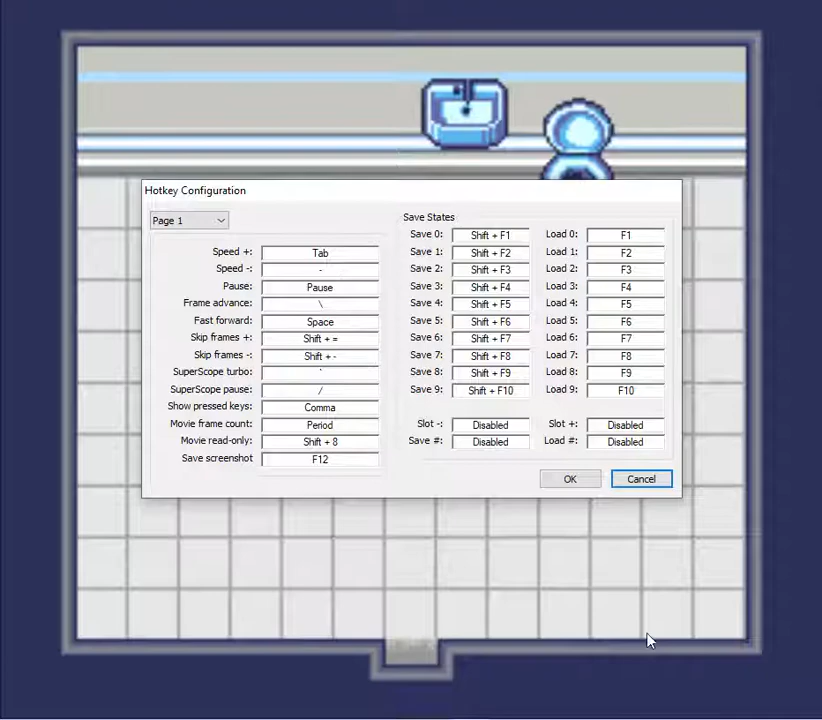 Hotkey Configuration
Page 1
Speed +: Tab
Speed -: -
Pause: Pause
Frame advance: \
Fast forward: Space
Skip frames +: Shift + =
Skip frames -: Shift + -
SuperScope turbo: `
SuperScope pause: /
Show pressed keys: Comma
Movie frame count: Period
Movie read-only: Shift + 8
Save screenshot F12
Save States
Save 0: Shift + F1 Load 0: F1
Save 1: Shift + F2 Load 1: F2
Save 2: Shift + F3 Load 2: F3
Save 3: Shift + F4 Load 3: F4
Save 4: Shift + F5 Load 4: F5
Save 5: Shift + F6 Load 5: F6
Save 6: Shift + F7 Load 6: F7
Save 7: Shift + F8 Load 7: F8
Save 8: Shift + F9 Load 8: F9
Save 9: Shift + F10 Load 9: F10
Slot -: Disabled Slot +: Disabled
Save #: Disabled Load #: Disabled
OK Cancel